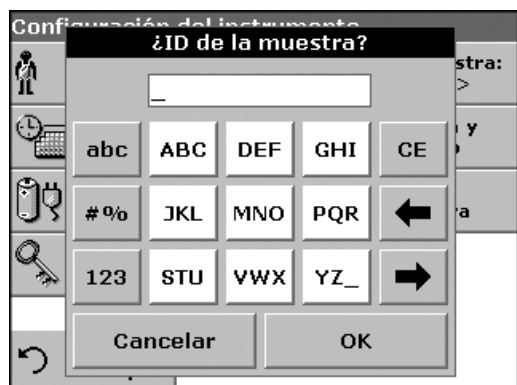 Configuración del instrumento
¿ID de la muestra?
stra:
>
_
y
abc ABC DEF GHI CE
#% JKL MNO PQR
a
123 STU VWX YZ_
Cancelar OK